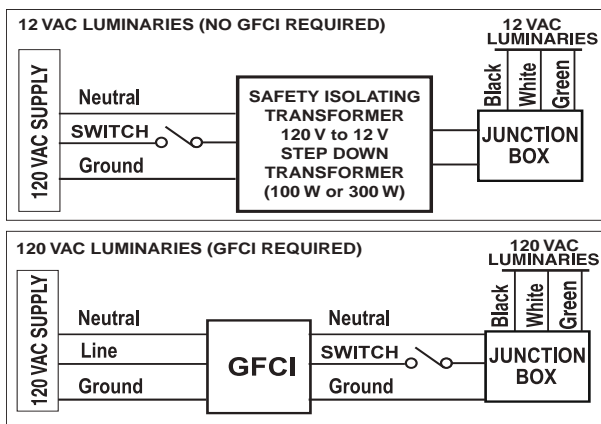 12 VAC LUMINARIES (NO GFCI REQUIRED)
12 VAC
LUMINARIES
120 VAC SUPPLY
Neutral
SWITCH
Ground
SAFETY ISOLATING
TRANSFORMER
120 V to 12 V
STEP DOWN
TRANSFORMER
(100 W or 300 W)
Black
White
Green
JUNCTION
BOX
120 VAC LUMINARIES (GFCI REQUIRED)
120 VAC
LUMINARIES
120 VAC SUPPLY
Neutral
Line
Ground
GFCI
Neutral
SWITCH
Ground
Black
White
Green
JUNCTION
BOX